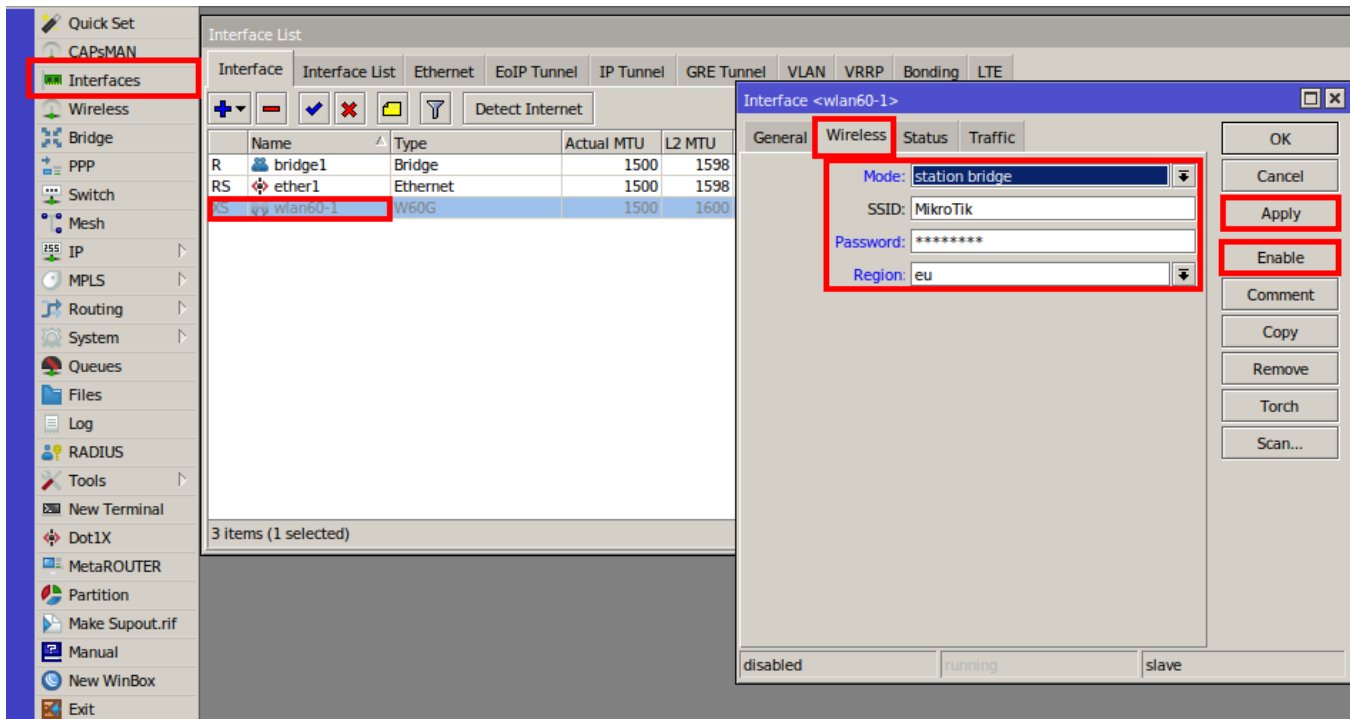 Quick Set
CAPsMAN
Interfaces
Wireless
Bridge
PPP
Switch
Mesh
255 IP
MPLS
Routing
System
Queues
Files
Log
RADIUS
Tools
New Terminal
Dot1X
MetaROUTER
Partition
Make Supout.rif
Manual
New WinBox
Exit
Interface List
Interface Interface List Ethernet EoIP Tunnel IP Tunnel GRE Tunnel VLAN VRRP Bonding LTE
Detect Internet
Name Type Actual MTU L2 MTU
R bridge1 Bridge 1500 1598
RS ether1 Ethernet 1500 1598
XS wlan60-1 W60G 1500 1600
3 items (1 selected)
Interface <wlan60-1>
General Wireless Status Traffic
Mode: station bridge
SSID: MikroTik
Password: ********
Region: eu
OK
Cancel
Apply
Enable
Comment
Copy
Remove
Torch
Scan...
disabled running slave